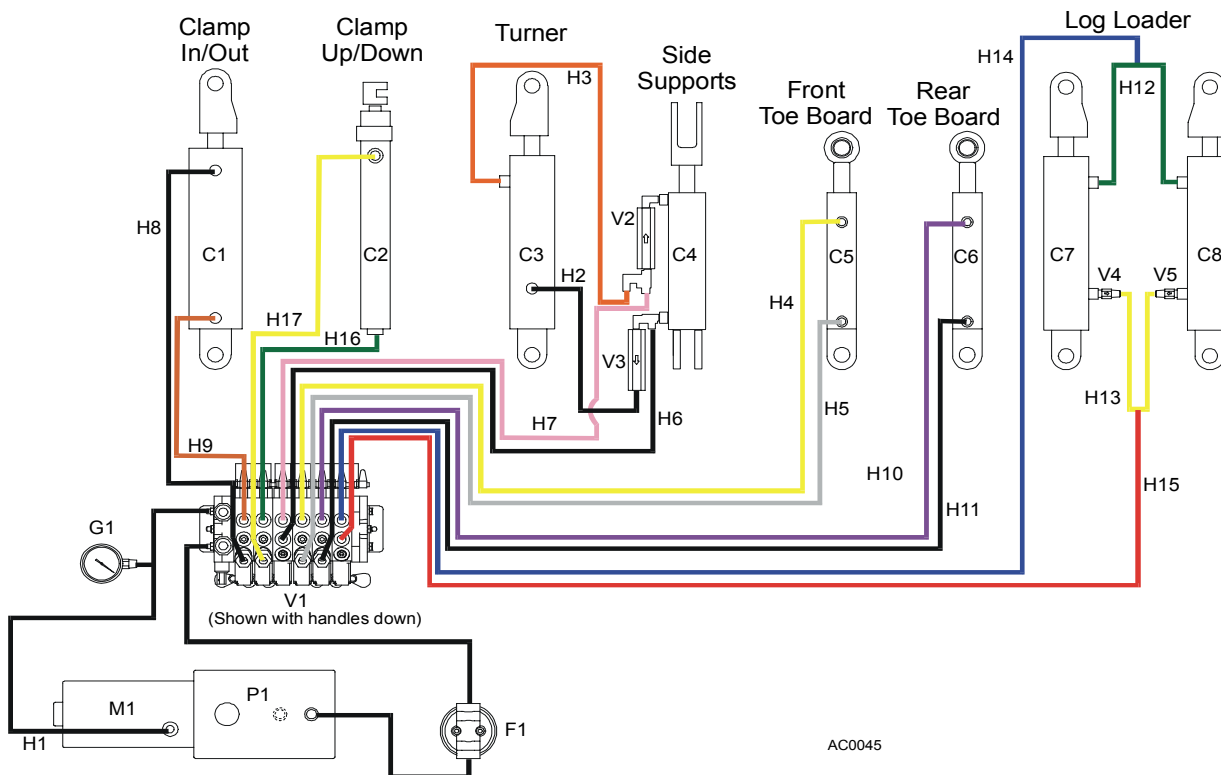 Clamp
In/Out
Clamp
Up/Down
Turner
Side
Supports
Front
Toe Board
Rear
Toe Board
Log Loader
H14
H3
H12
H8
V2
C1
C2
C3
C4
C5
C6
C7
C8
H2
V4
V5
H4
H17
H16
V3
H13
H7
H6
H5
H9
H10
H11
H15
G1
V1
(Shown with handles down)
M1
P1
F1
H1
AC0045